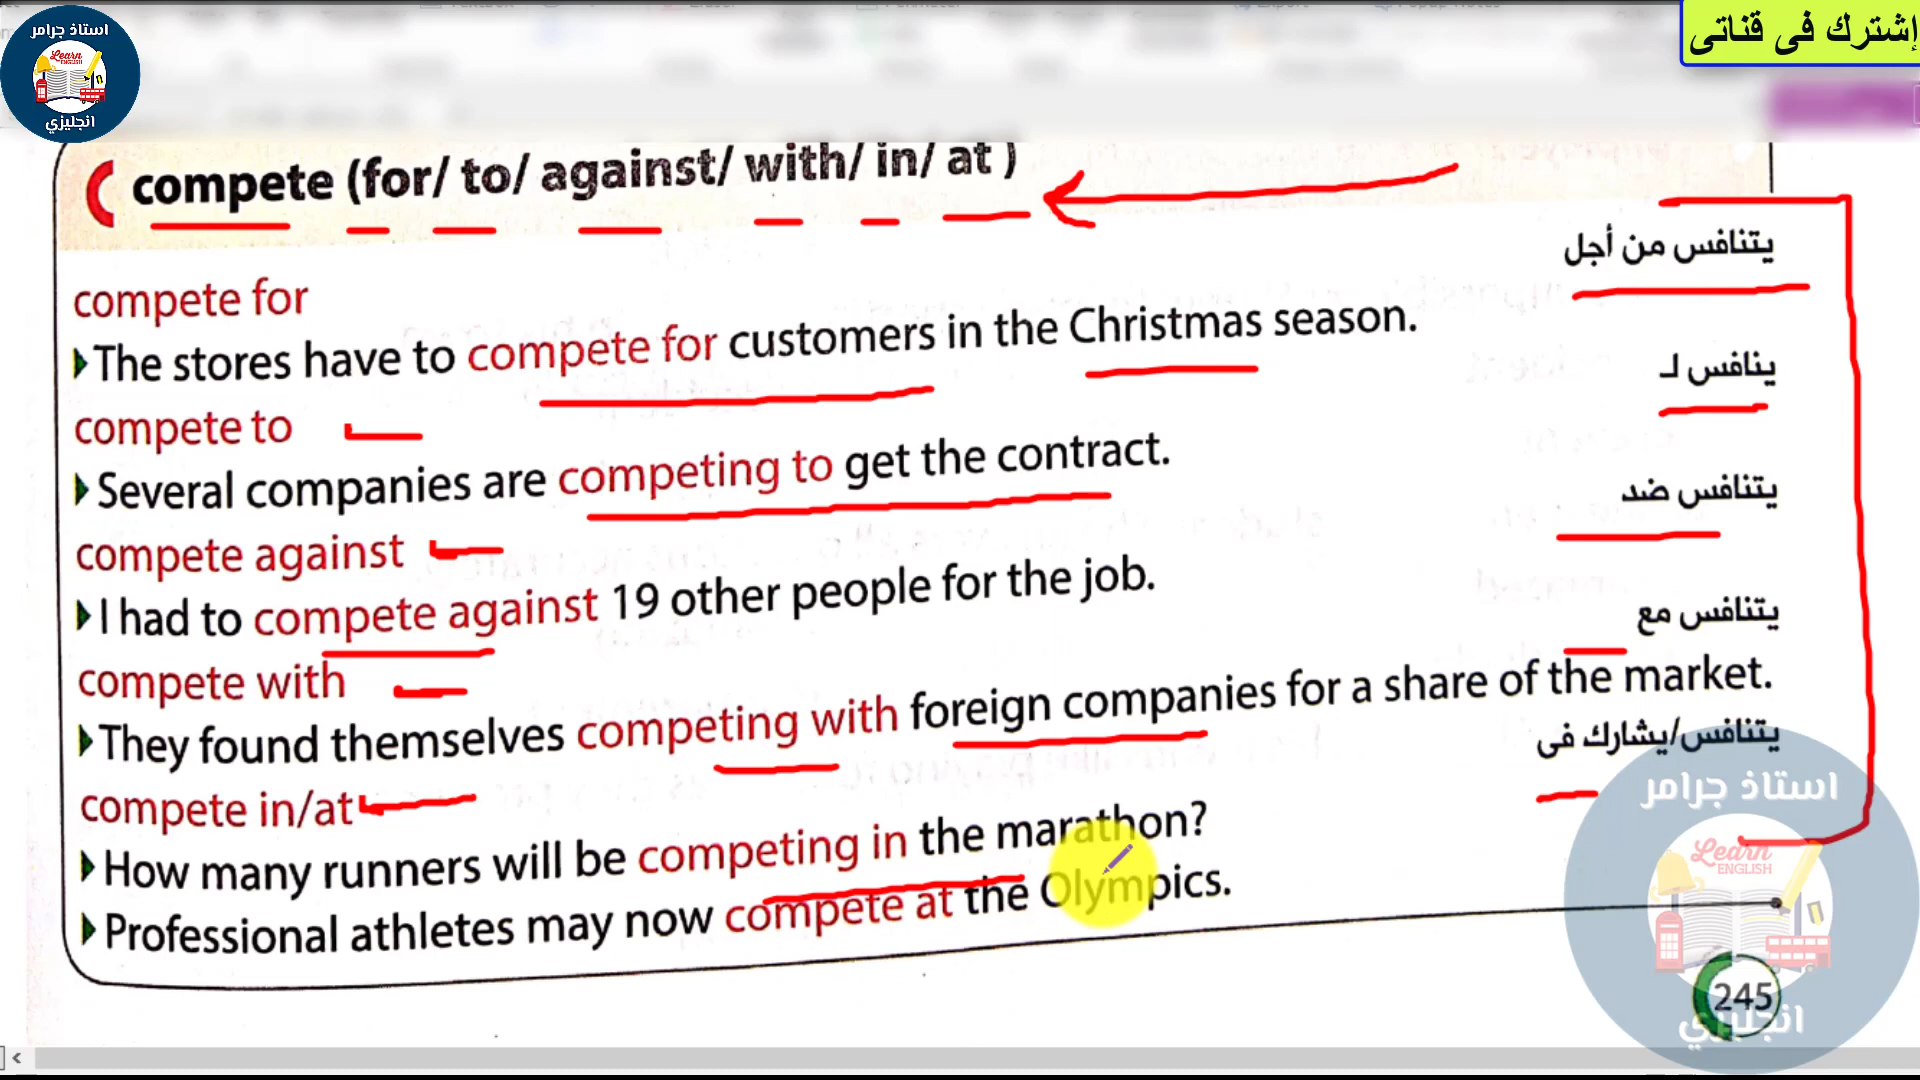 استاذ جرامر
Learn
ENGLISH
انجليزي
إشترك فى قناتى
compete (for/ to/ against/ with/ in/ at )
compete for
يتنافس من أجل
The stores have to compete for customers in the Christmas season.
compete to
ينافس لـ
Several companies are competing to get the contract.
compete against
يتنافس ضد
I had to compete against 19 other people for the job.
compete with
يتنافس مع
They found themselves competing with foreign companies for a share of the market.
compete in/at
يتنافس/يشارك فى
How many runners will be competing in the marathon?
Professional athletes may now compete at the Olympics.
استاذ جرامر
Learn
ENGLISH
245
انجليزي